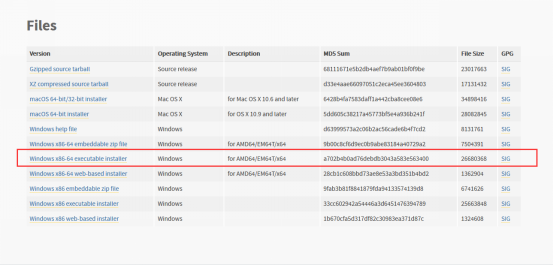 Files
Version Operating System Description MD5 Sum File Size GPG
Gzipped source tarball Source release 68111671e5b2db4aef7b9ab01bf0f9be 23017663 SIG
XZ compressed source tarball Source release d33e4aae66097051c2eca45ee3604803 17131432 SIG
macOS 64-bit/32-bit installer Mac OS X for Mac OS X 10.6 and later 6428b4fa7583daff1a442cba8cee08e6 34898416 SIG
macOS 64-bit installer Mac OS X for OS X 10.9 and later 5dd605c38217a45773bf5e4a936b241f 28082845 SIG
Windows help file Windows d63999573a2c06b2ac56cade6b4f7cd2 8131761 SIG
Windows x86-64 embeddable zip file Windows for AMD64/EM64T/x64 9b00c8cf6d9ec0b9abe83184a40729a2 7504391 SIG
Windows x86-64 executable installer Windows for AMD64/EM64T/x64 a702b4b0ad76debdb3043a583e563400 26680368 SIG
Windows x86-64 web-based installer Windows for AMD64/EM64T/x64 28cb1c608bbd73ae8e53a3bd351b4bd2 1362904 SIG
Windows x86 embeddable zip file Windows 9fab3b81f8841879fda94133574139d8 6741626 SIG
Windows x86 executable installer Windows 33cc602942a54446a3d6451476394789 25663848 SIG
Windows x86 web-based installer Windows 1b670cfa5d317df82c30983ea371d87c 1324608 SIG